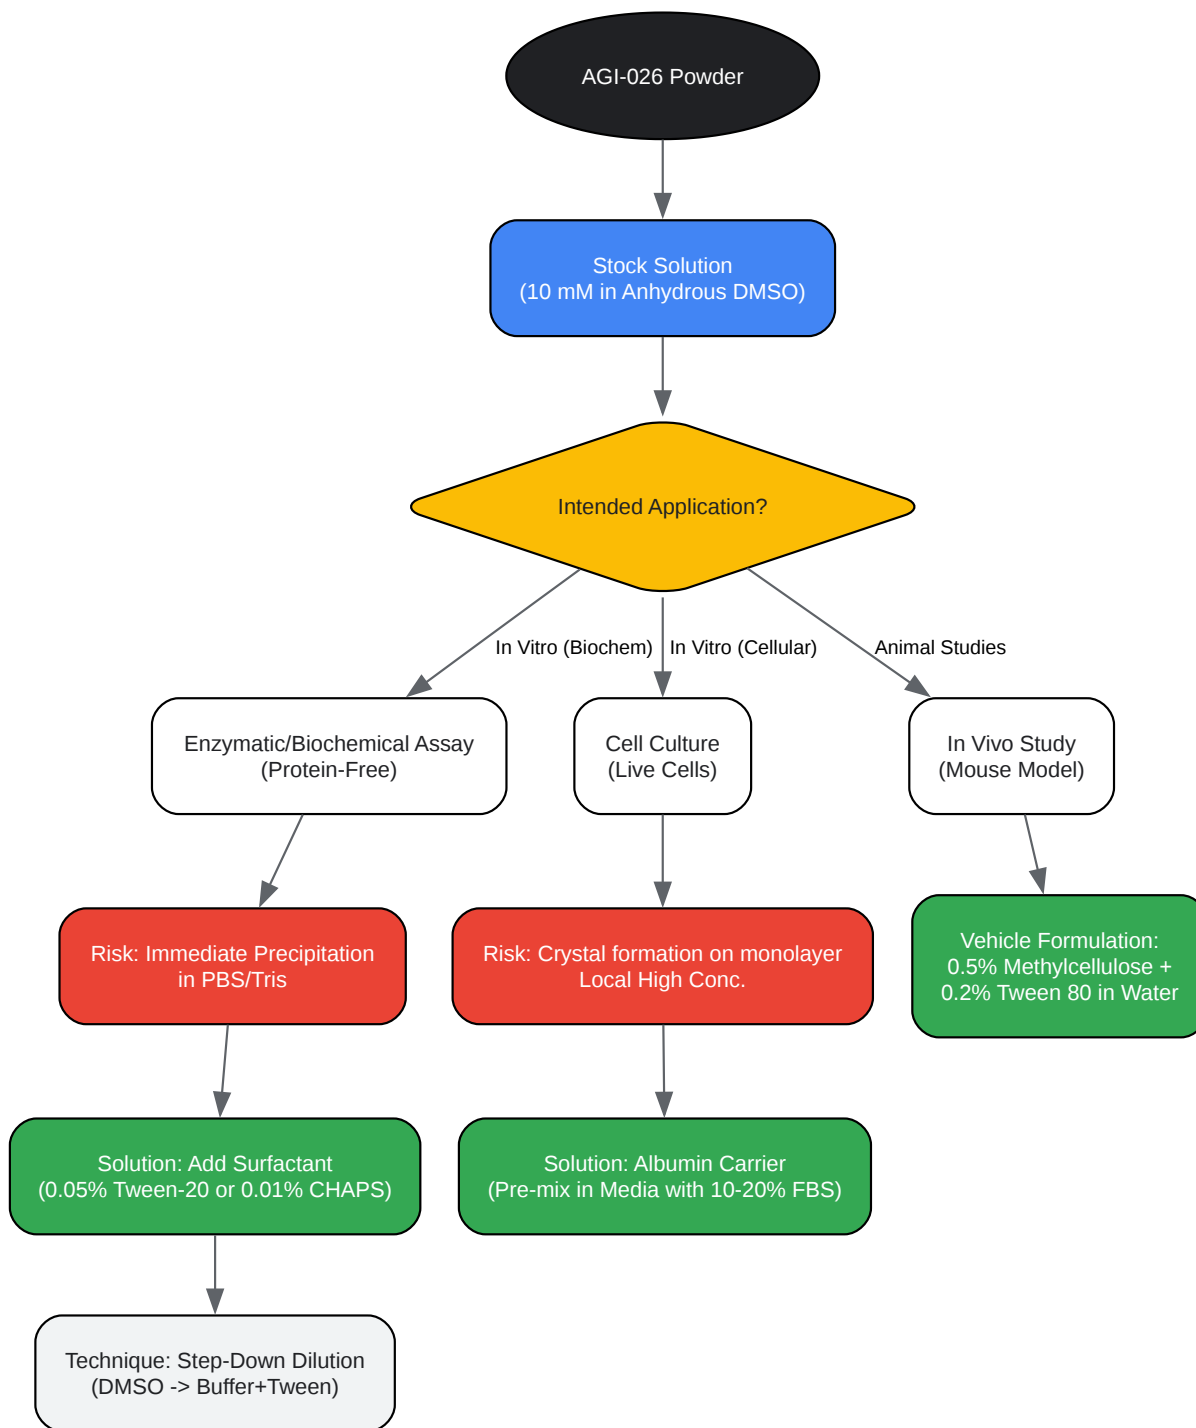 AGI-026 Powder
Stock Solution
(10 mM in Anhydrous DMSO)
Intended Application?
In Vitro (Biochem)
In Vitro (Cellular)
Animal Studies
Enzymatic/Biochemical Assay
(Protein-Free)
Cell Culture
(Live Cells)
In Vivo Study
(Mouse Model)
Risk: Immediate Precipitation
in PBS/Tris
Risk: Crystal formation on monolayer
Local High Conc.
Vehicle Formulation:
0.5% Methylcellulose +
0.2% Tween 80 in Water
Solution: Add Surfactant
(0.05% Tween-20 or 0.01% CHAPS)
Solution: Albumin Carrier
(Pre-mix in Media with 10-20% FBS)
Technique: Step-Down Dilution
(DMSO -> Buffer+Tween)